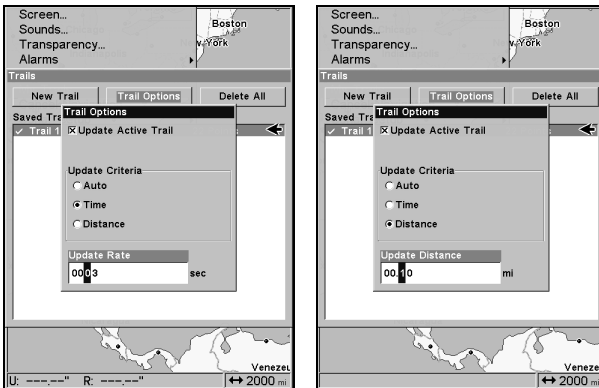 Screen...
Sounds...
Transparency...
Alarms
Boston
York
Trails
New Trail
Trail Options
Delete All
Saved Tra
Trail 1
Trail Options
Update Active Trail
Update Criteria
Auto
Time
Distance
Update Rate
0003 sec
Venezue
U: ---.--" R: ---.--"
2000 mi
Screen...
Sounds...
Transparency...
Alarms
Boston
York
Trails
New Trail
Trail Options
Delete All
Saved Tra
Trail 1
Trail Options
Update Active Trail
Update Criteria
Auto
Time
Distance
Update Distance
00.10 mi
Venezue
U: ---.--" R: ---.--"
2000 mi